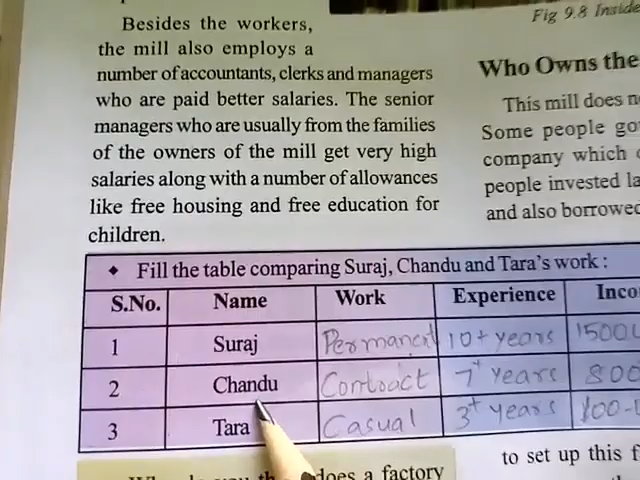 Besides the workers,
the mill also employs a
number of accountants, clerks and managers
who are paid better salaries. The senior
managers who are usually from the families
of the owners of the mill get very high
salaries along with a number of allowances
like free housing and free education for
children.
Fig 9.8 Inside
Who Owns the
This mill does
Some people
company which
people invested
and also borrowed
♦ Fill the table comparing Suraj, Chandu and Tara's work :
S.No. Name Work Experience
1 Suraj Permanent 10+ years
2 Chandu Contract 7+ years
3 Tara Casual 3+ years
to set up this
does a factory